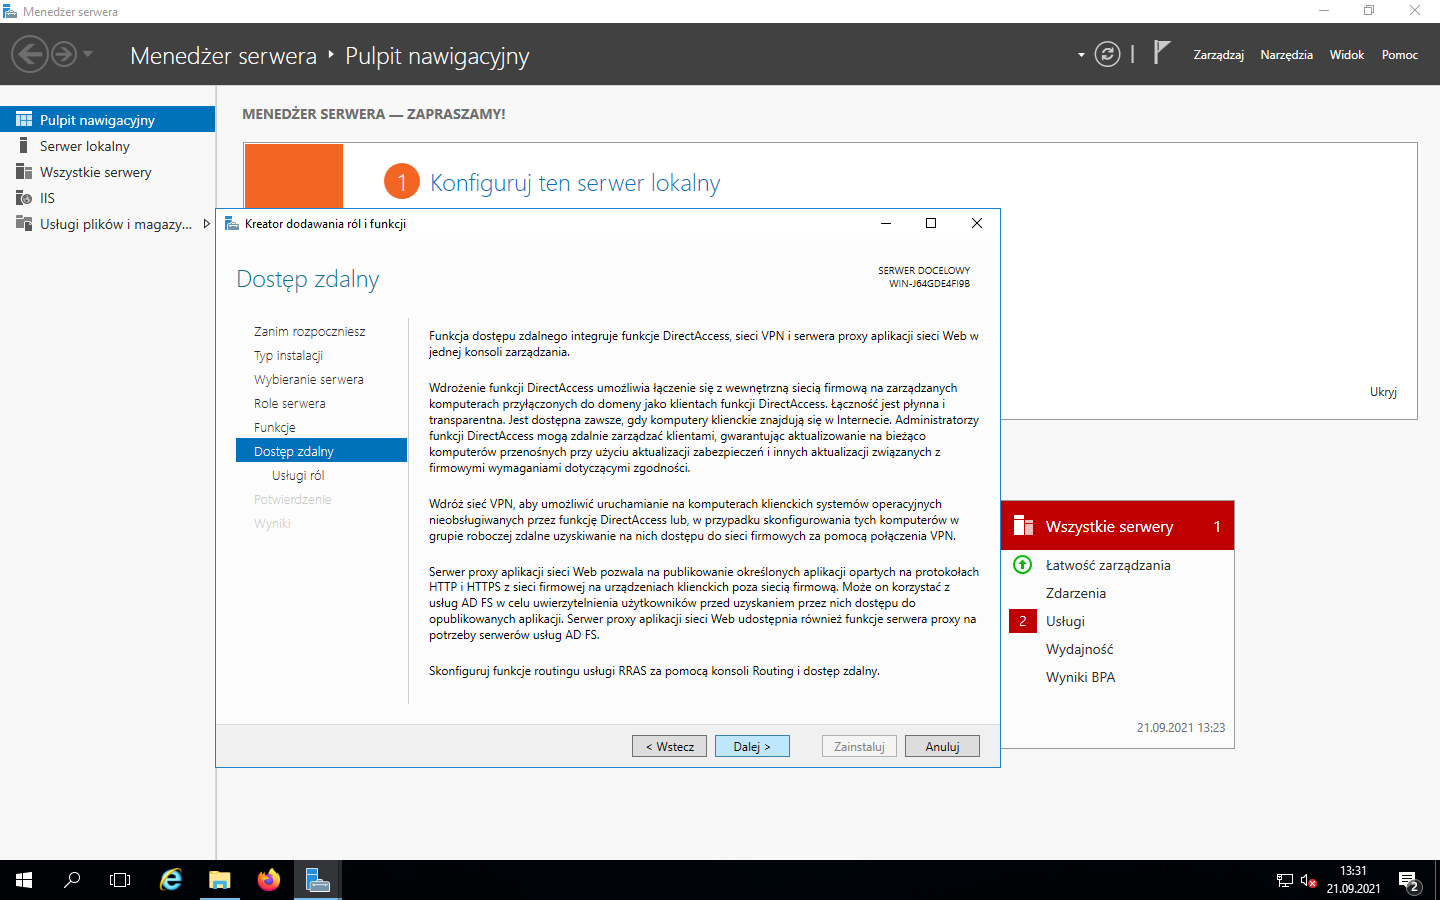 Menedżer serwera
Menedżer serwera
Pulpit nawigacyjny
Zarządzaj
Narzędzia
Widok
Pomoc
Pulpit nawigacyjny
Serwer lokalny
Wszystkie serwery
IIS
Usługi plików i magazy...
MENEDŻER SERWERA — ZAPRASZAMY!
1 Konfiguruj ten serwer lokalny
Ukryj
Kreator dodawania ról i funkcji
Dostęp zdalny
SERWER DOCELOWY
WIN-J64GDE4FI9B
Zanim rozpoczniesz
Typ instalacji
Wybieranie serwera
Role serwera
Funkcje
Dostęp zdalny
Usługi ról
Potwierdzenie
Wyniki
Funkcja dostępu zdalnego integruje funkcje DirectAccess, sieci VPN i serwera proxy aplikacji sieci Web w
jednej konsoli zarządzania.
Wdrożenie funkcji DirectAccess umożliwia łączenie się z wewnętrzną siecią firmową na zarządzanych
komputerach przyłączonych do domeny jako klientach funkcji DirectAccess. Łączność jest płynna i
transparentna. Jest dostępna zawsze, gdy komputery klienckie znajdują się w Internecie. Administratorzy
funkcji DirectAccess mogą zdalnie zarządzać klientami, gwarantując aktualizowanie na bieżąco
komputerów przenośnych przy użyciu aktualizacji zabezpieczeń i innych aktualizacji związanych z
firmowymi wymaganiami dotyczącymi zgodności.
Wdróż sieć VPN, aby umożliwić uruchamianie na komputerach klienckich systemów operacyjnych
nieobsługiwanych przez funkcję DirectAccess lub, w przypadku skonfigurowania tych komputerów w
grupie roboczej zdalne uzyskiwanie na nich dostępu do sieci firmowych za pomocą połączenia VPN.
Serwer proxy aplikacji sieci Web pozwala na publikowanie określonych aplikacji opartych na protokołach
HTTP i HTTPS z sieci firmowej na urządzeniach klienckich poza siecią firmową. Może on korzystać z
usług AD FS w celu uwierzytelnienia użytkowników przed uzyskaniem przez nich dostępu do
opublikowanych aplikacji. Serwer proxy aplikacji sieci Web udostępnia również funkcje serwera proxy na
potrzeby serwerów usług AD FS.
Skonfiguruj funkcje routingu usługi RRAS za pomocą konsoli Routing i dostęp zdalny.
< Wstecz
Dalej >
Zainstaluj
Anuluj
Wszystkie serwery 1
Łatwość zarządzania
Zdarzenia
2 Usługi
Wydajność
Wyniki BPA
21.09.2021 13:23
13:31
21.09.2021
2